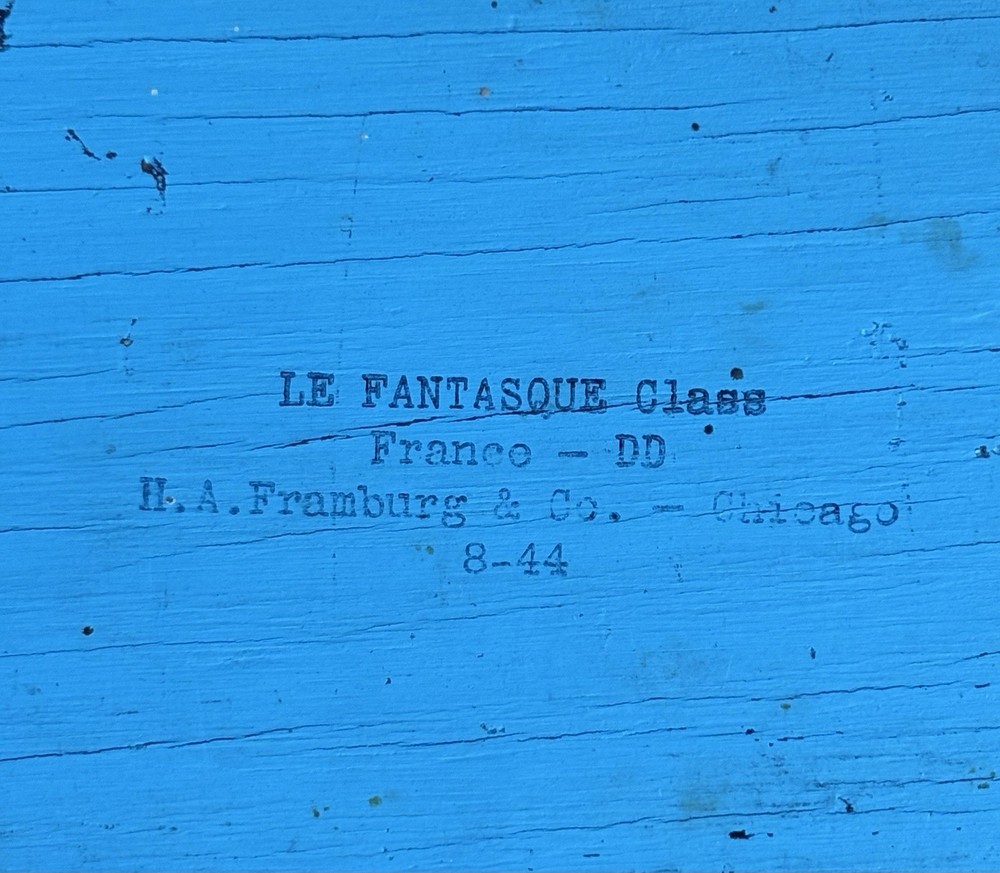 LE FANTASQUE Class
France - DD
H.A.Framburg & Co. - Chicago
8-44